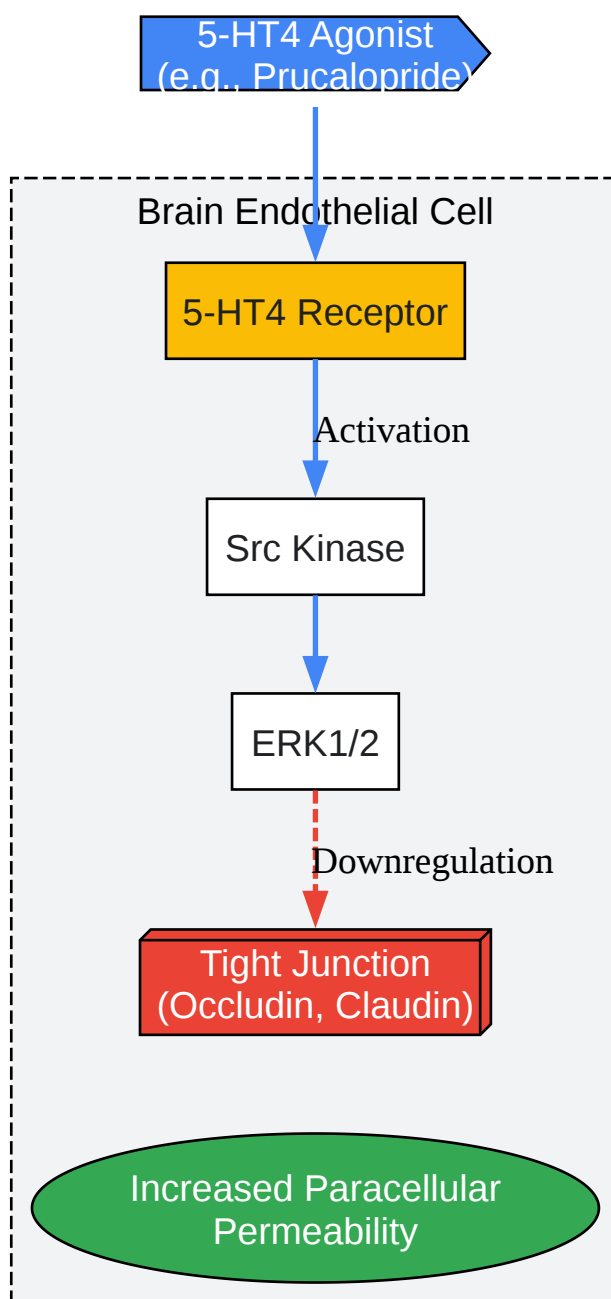 5-HT4 Agonist
(e.g., Prucalopride)
Brain Endothelial Cell
5-HT4 Receptor
Activation
Src Kinase
ERK1/2
Downregulation
Tight Junction
(Occludin, Claudin)
Increased Paracellular
Permeability